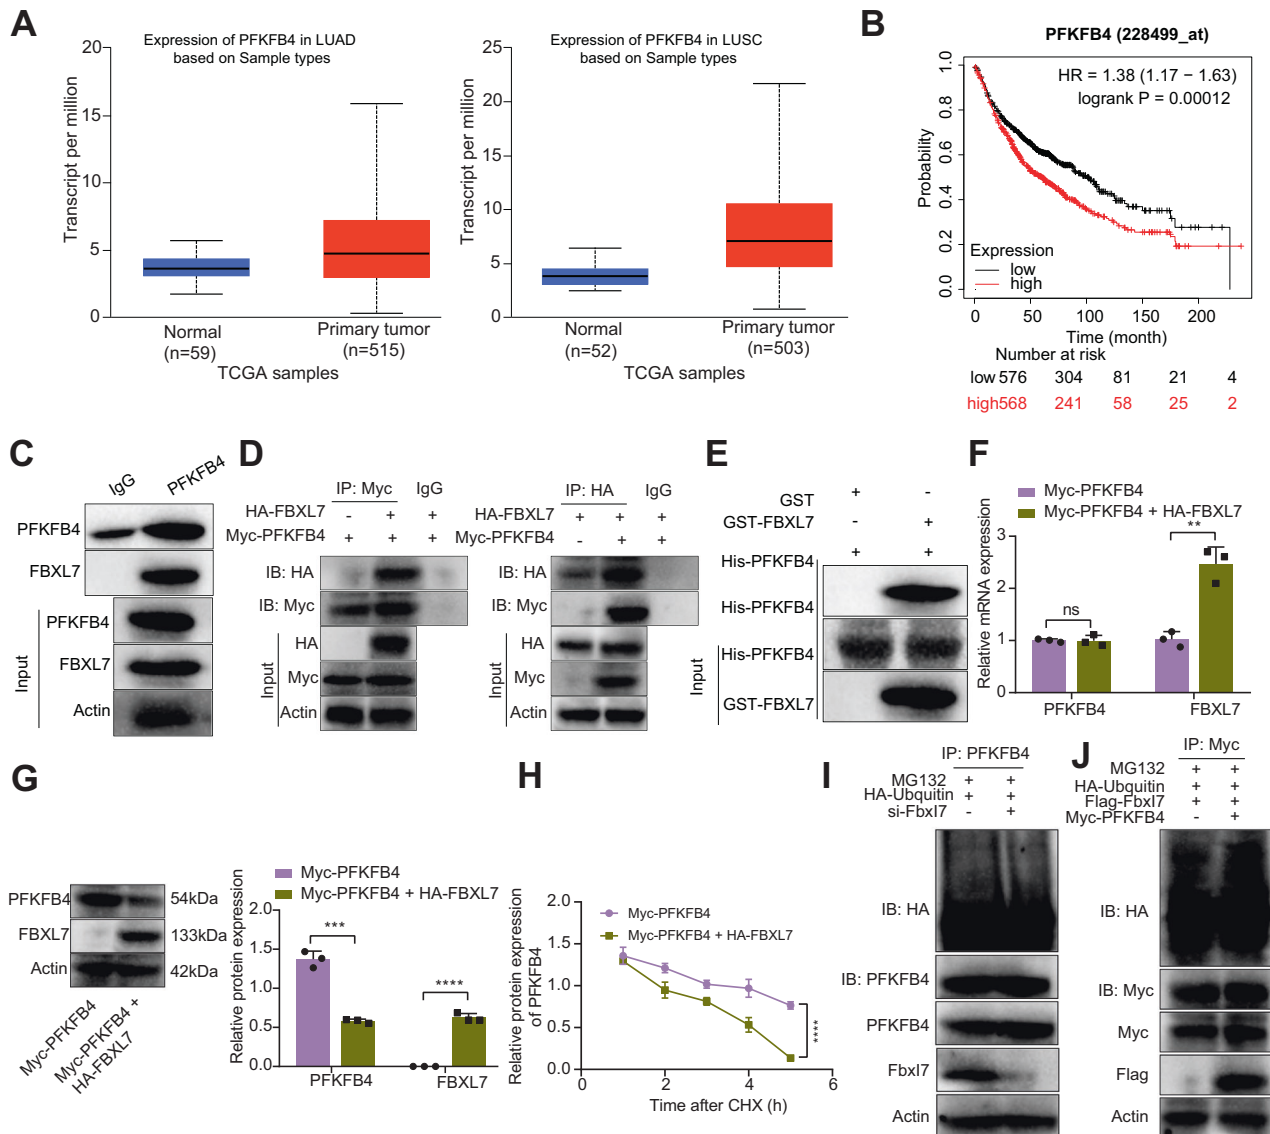 A
Expression of PFKFB4 in LUAD
based on Sample types
Transcript per million
20
15
10
5
0
Normal
(n=59)
Primary tumor
(n=515)
TCGA samples
Expression of PFKFB4 in LUSC
based on Sample types
Transcript per million
25
20
15
10
5
0
Normal
(n=52)
Primary tumor
(n=503)
TCGA samples
B
PFKFB4 (228499_at)
HR = 1.38 (1.17 − 1.63)
logrank P = 0.00012
Probability
1.0
0.8
0.6
0.4
0.2
0.0
Expression
low
high
0 50 100 150 200
Time (month)
Number at risk
low 576 304 81 21 4
high 568 241 58 25 2
C
IgG PFKFB4
PFKFB4
FBXL7
Input
PFKFB4
FBXL7
Actin
D
IP: Myc IgG
HA-FBXL7 - + +
Myc-PFKFB4 + + +
IB: HA
IB: Myc
Input
HA
Myc
Actin
IP: HA IgG
HA-FBXL7 + + +
Myc-PFKFB4 - + +
IB: HA
IB: Myc
Input
HA
Myc
Actin
E
GST + -
GST-FBXL7 - +
His-PFKFB4 + +
His-PFKFB4
Input
His-PFKFB4
GST-FBXL7
F
Myc-PFKFB4
Myc-PFKFB4 + HA-FBXL7
Relative mRNA expression
3
2
1
0
ns
**
PFKFB4 FBXL7
G
PFKFB4 54kDa
FBXL7 133kDa
Actin 42kDa
Myc-PFKFB4
Myc-PFKFB4 +
HA-FBXL7
Myc-PFKFB4
Myc-PFKFB4 + HA-FBXL7
Relative protein expression
2.0
1.5
1.0
0.5
0.0
***
****
PFKFB4 FBXL7
H
Relative protein expression
of PFKFB4
2.0
1.5
1.0
0.5
0.0
Myc-PFKFB4
Myc-PFKFB4 + HA-FBXL7
****
0 2 4 6
Time after CHX (h)
I
IP: PFKFB4
MG132 + +
HA-Ubquitin + +
si-Fbxl7 - +
IB: HA
IB: PFKFB4
PFKFB4
Fbxl7
Actin
J
IP: Myc
MG132 + +
HA-Ubquitin + +
Flag-Fbxl7 + +
Myc-PFKFB4 - +
IB: HA
IB: Myc
Myc
Flag
Actin